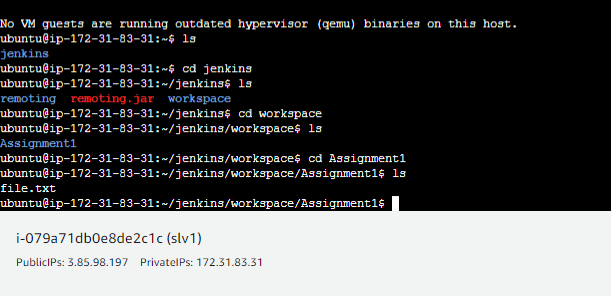 No VM guests are running outdated hypervisor (qemu) binaries on this host.
ubuntu@ip-172-31-83-31:~$ ls
jenkins
ubuntu@ip-172-31-83-31:~$ cd jenkins
ubuntu@ip-172-31-83-31:~/jenkins$ ls
remoting  remoting.jar  workspace
ubuntu@ip-172-31-83-31:~/jenkins$ cd workspace
ubuntu@ip-172-31-83-31:~/jenkins/workspace$ ls
Assignment1
ubuntu@ip-172-31-83-31:~/jenkins/workspace$ cd Assignment1
ubuntu@ip-172-31-83-31:~/jenkins/workspace/Assignment1$ ls
file.txt
ubuntu@ip-172-31-83-31:~/jenkins/workspace/Assignment1$
i-079a71db0e8de2c1c (slv1)
PublicIPs: 3.85.98.197 PrivateIPs: 172.31.83.31